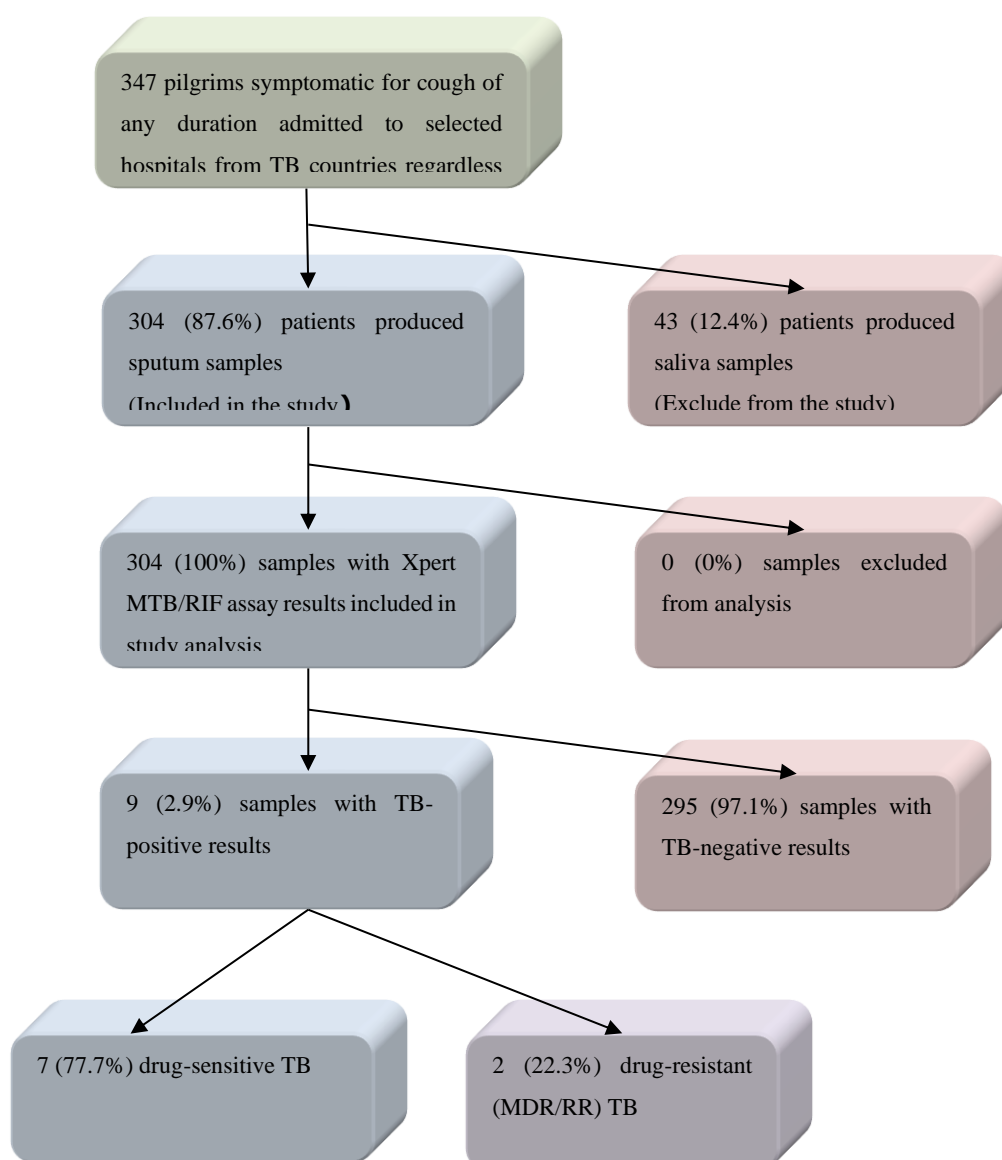 347 pilgrims symptomatic for cough of
any duration admitted to selected
hospitals from TB countries regardless
304 (87.6%) patients produced
sputum samples
(Included in the study)
43 (12.4%) patients produced
saliva samples
(Exclude from the study)
304 (100%) samples with Xpert
MTB/RIF assay results included in
study analysis
0 (0%) samples excluded
from analysis
9 (2.9%) samples with TB-
positive results
295 (97.1%) samples with
TB-negative results
7 (77.7%) drug-sensitive TB
2 (22.3%) drug-resistant
(MDR/RR) TB